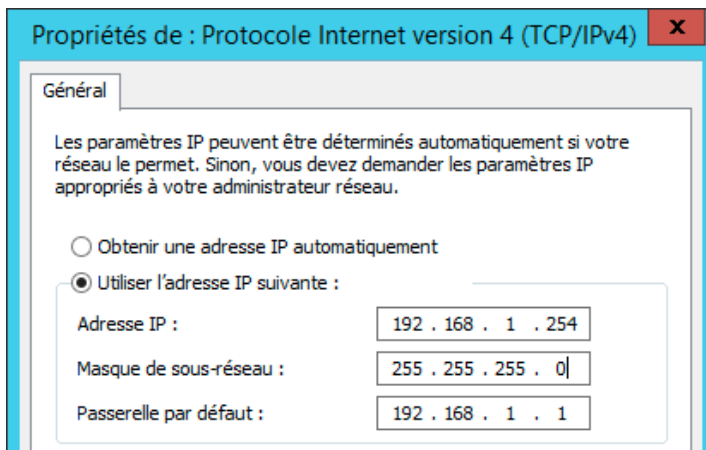 Propriétés de : Protocole Internet version 4 (TCP/IPv4) x
Général
Les paramètres IP peuvent être déterminés automatiquement si votre
réseau le permet. Sinon, vous devez demander les paramètres IP
appropriés à votre administrateur réseau.
Obtenir une adresse IP automatiquement
Utiliser l'adresse IP suivante :
Adresse IP : 192 . 168 . 1 . 254
Masque de sous-réseau : 255 . 255 . 255 . 0
Passerelle par défaut : 192 . 168 . 1 . 1